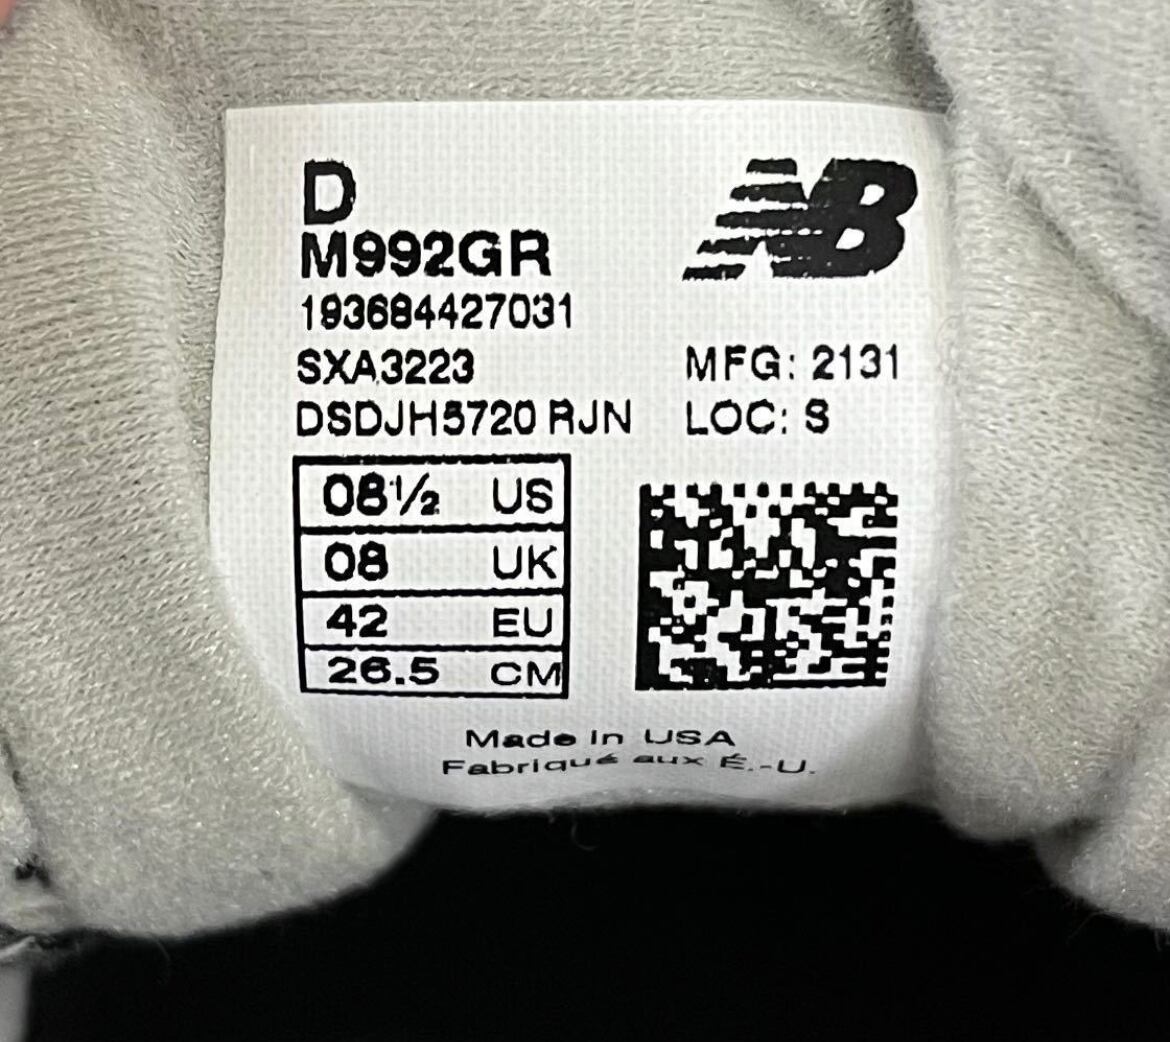 D
NB
M992GR
193684427031
SXA3223
MFG: 2131
DSDJH5720 RJN
LOC: S
08½ US
08 UK
42 EU
26.5 CM
Made in USA
Fabriqué aux É.-U.